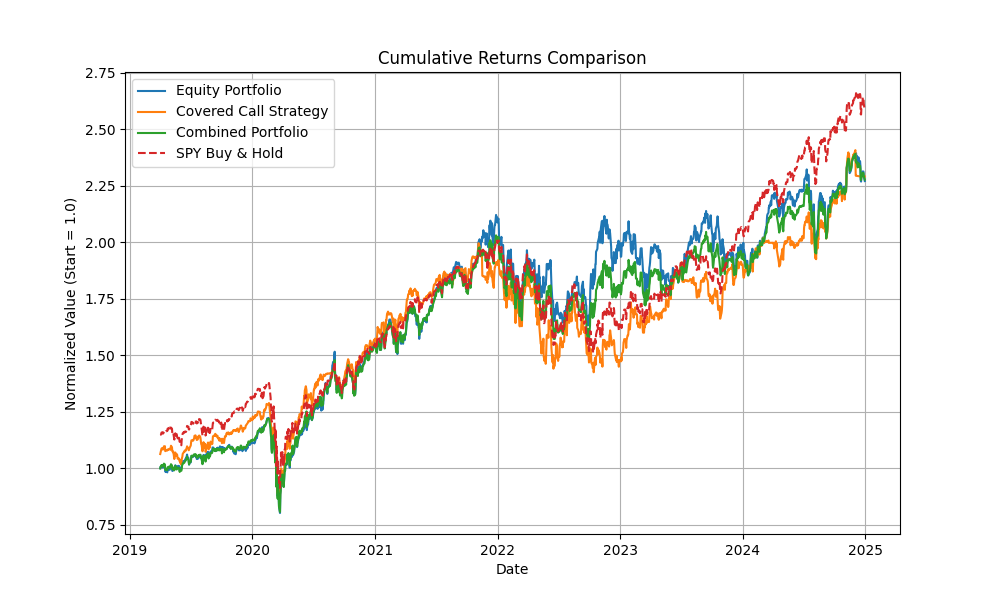 Cumulative Returns Comparison
Equity Portfolio
Covered Call Strategy
Combined Portfolio
SPY Buy & Hold
Normalized Value (Start = 1.0)
2.75
2.50
2.25
2.00
1.75
1.50
1.25
1.00
0.75
2019
2020
2021
2022
2023
2024
2025
Date